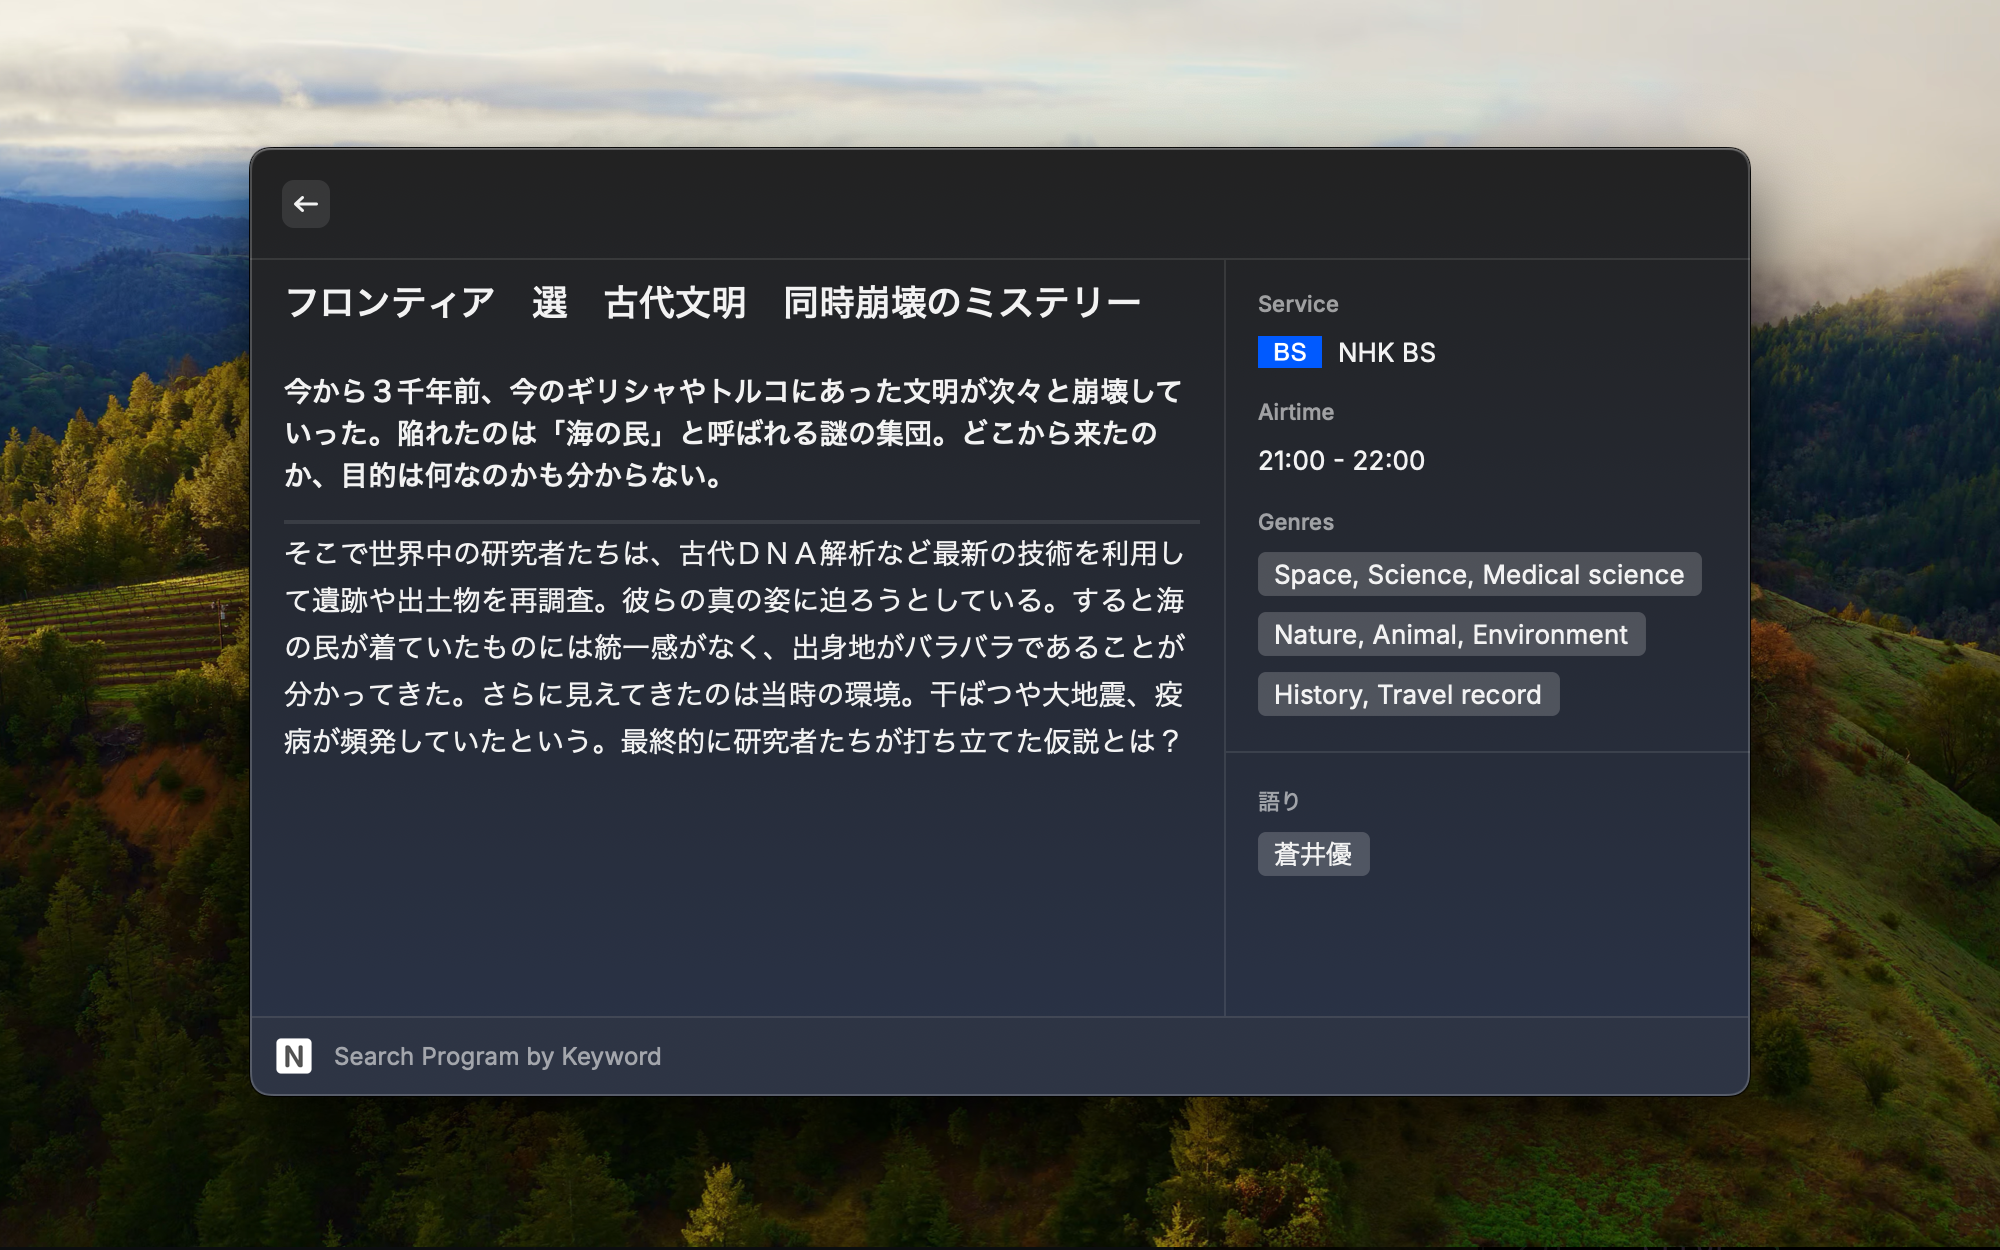 フロンティア　選　古代文明　同時崩壊のミステリー
今から３千年前、今のギリシャやトルコにあった文明が次々と崩壊して
いった。陥れたのは「海の民」と呼ばれる謎の集団。どこから来たの
か、目的は何なのかも分からない。
そこで世界中の研究者たちは、古代ＤＮＡ解析など最新の技術を利用し
て遺跡や出土物を再調査。彼らの真の姿に迫ろうとしている。すると海
の民が着ていたものには統一感がなく、出身地がバラバラであることが
分かってきた。さらに見えてきたのは当時の環境。干ばつや大地震、疫
病が頻発していたという。最終的に研究者たちが打ち立てた仮説とは？
Service
BS NHK BS
Airtime
21:00 - 22:00
Genres
Space, Science, Medical science
Nature, Animal, Environment
History, Travel record
語り
蒼井優
N Search Program by Keyword